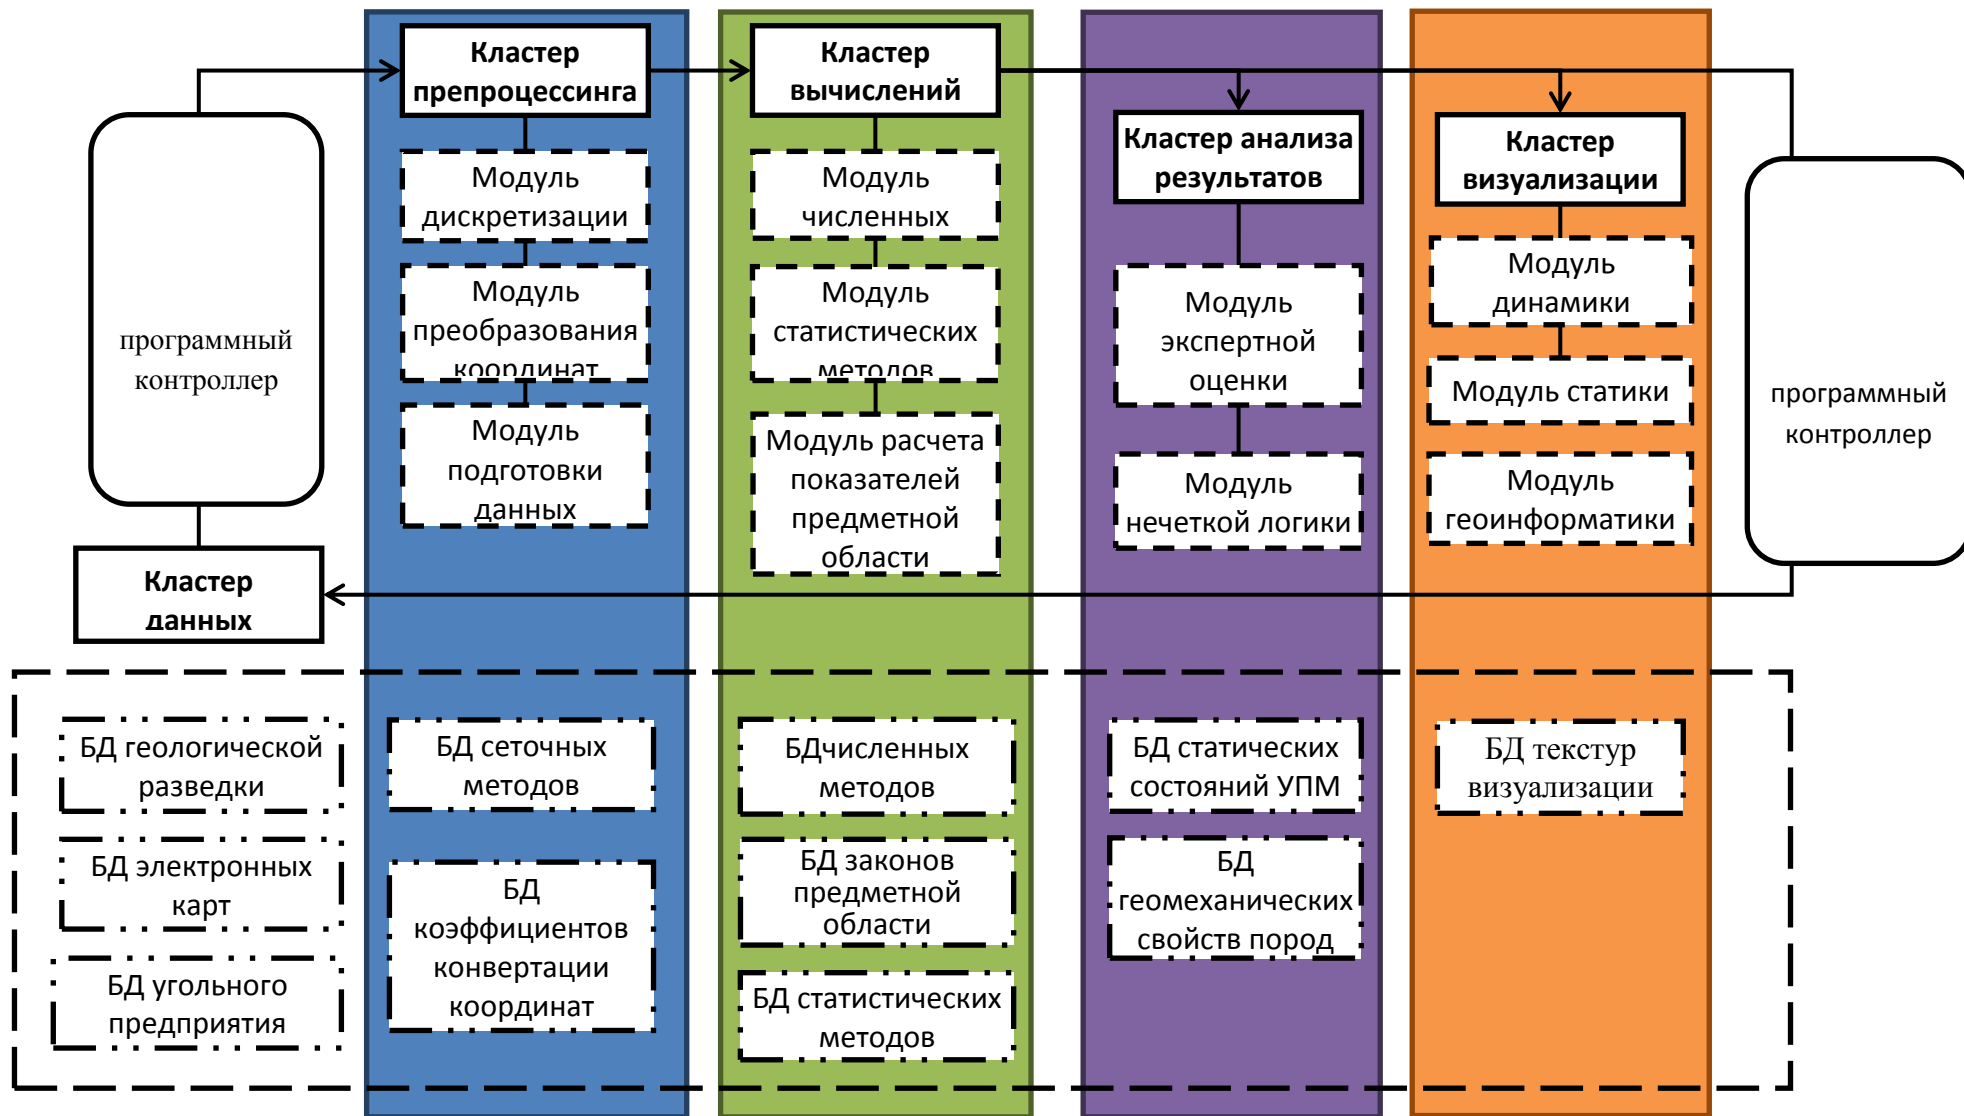 программный
контроллер
Кластер
данных
Кластер
препроцессинга
Модуль
дискретизации
Модуль
преобразования
координат
Модуль
подготовки
данных
Кластер
вычислений
Модуль
численных
Модуль
статистических
методов
Модуль расчета
показателей
предметной
области
Кластер анализа
результатов
Модуль
экспертной
оценки
Модуль
нечеткой логики
Кластер
визуализации
Модуль
динамики
Модуль статики
Модуль
геоинформатики
программный
контроллер
БД геологической
разведки
БД электронных
карт
БД угольного
предприятия
БД сеточных
методов
БД
коэффициентов
конвертации
координат
БДчисленных
методов
БД законов
предметной
области
БД статистических
методов
БД статических
состояний УПМ
БД
геомеханических
свойств пород
БД текстур
визуализации